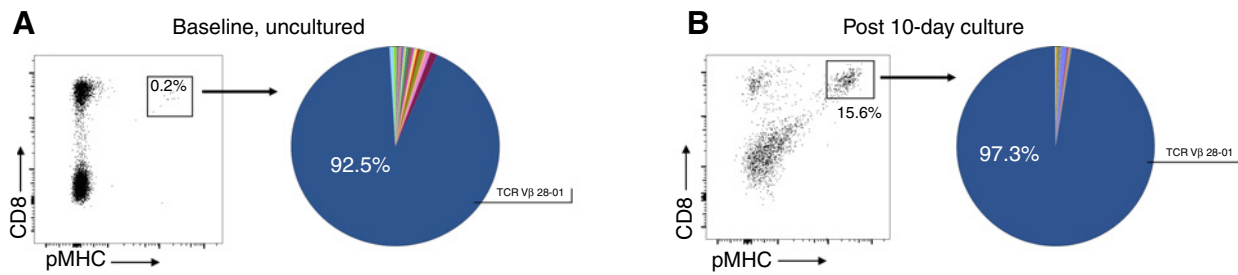 A
Baseline, uncultured
0.2%
92.5%
TCR Vβ 28-01
CD8
pMHC
B
Post 10-day culture
15.6%
97.3%
TCR Vβ 28-01
CD8
pMHC